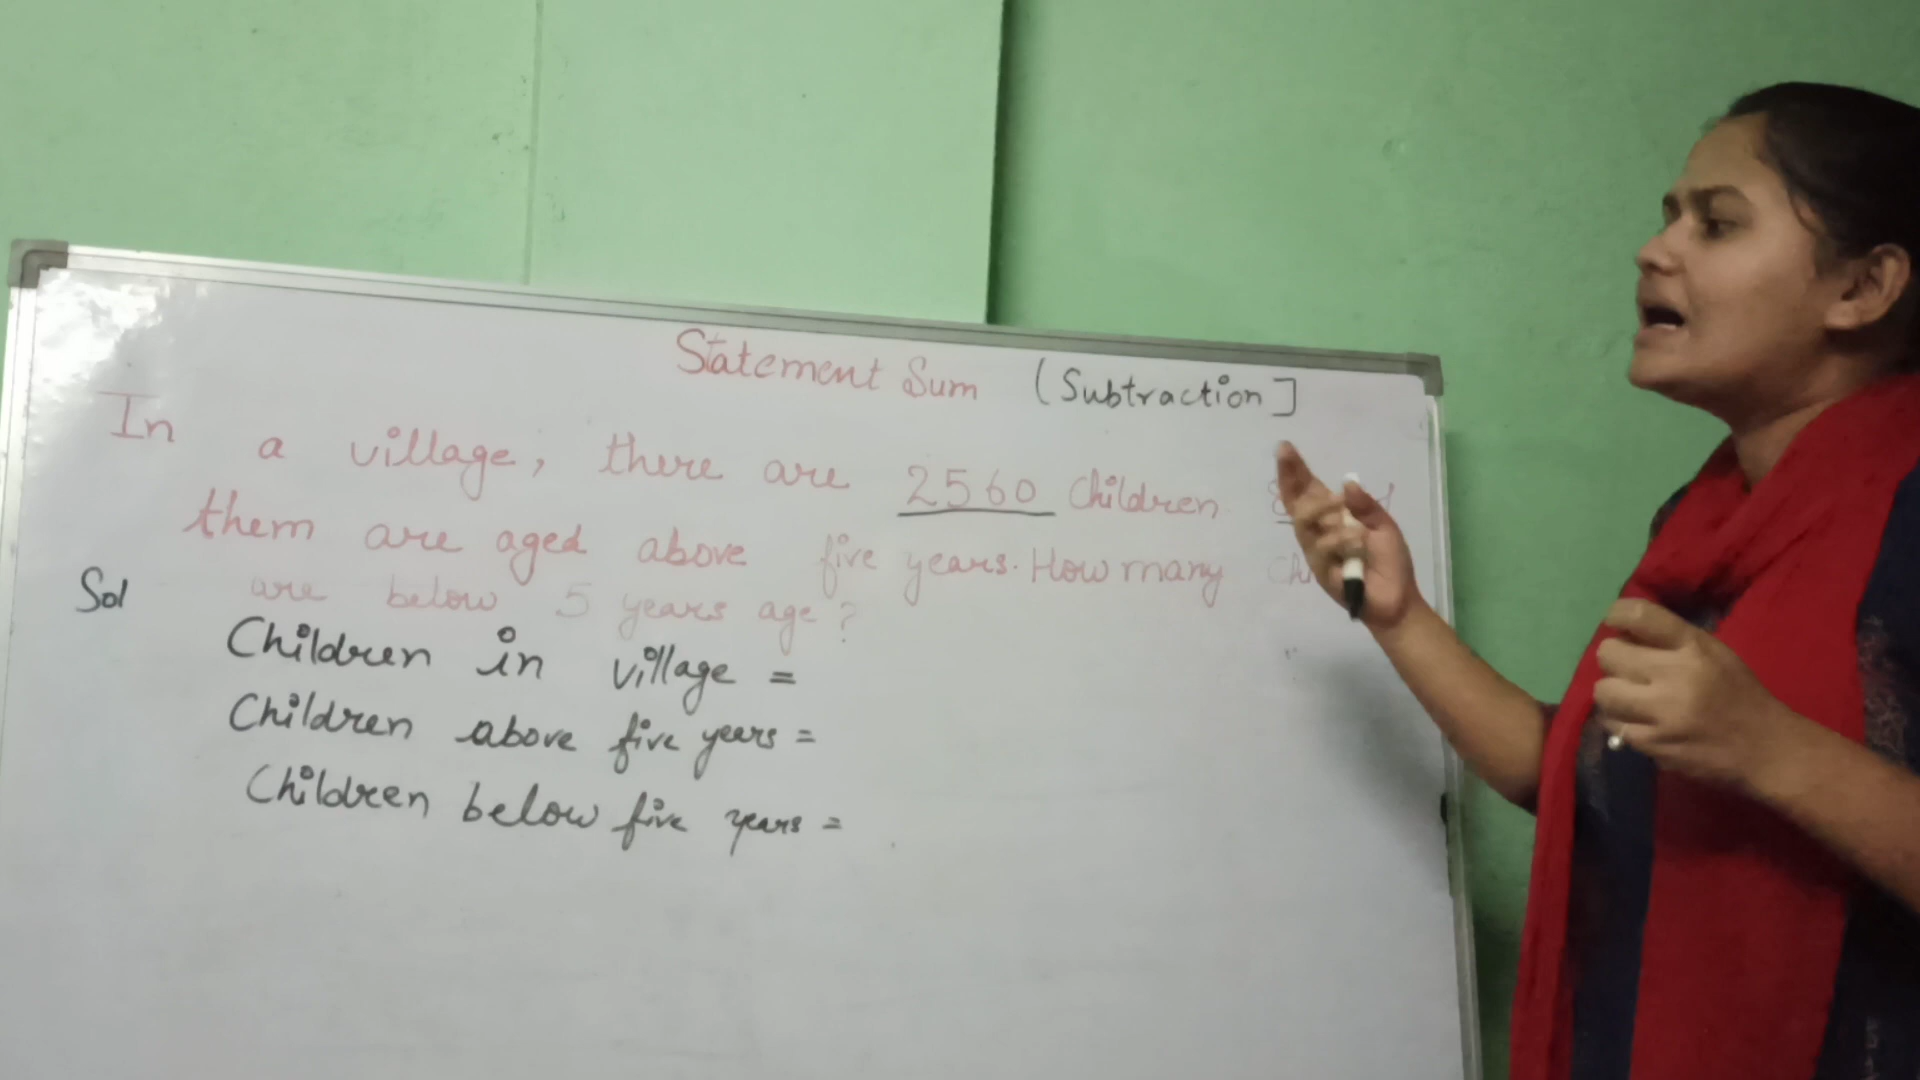 Statement Sum (Subtraction]
In a village, there are 2560 Children
them are aged above five years. How many
are below 5 years age?
Sol
Children in village =
Children above five years =
Children below five years =